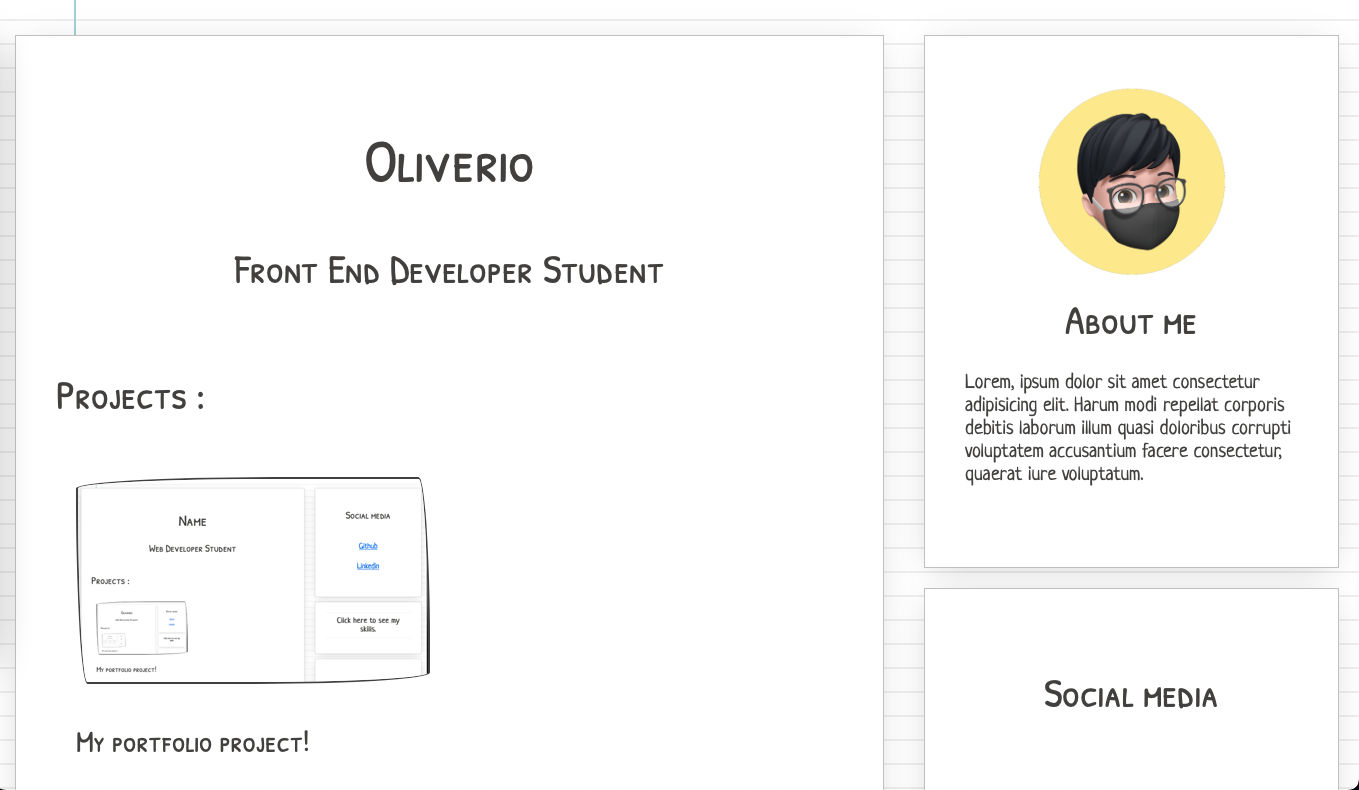 Oliverio
Front End Developer Student
Projects :
Name
Web Developer Student
Projects :
My portfolio project!
Social media
Github
Linkedin
Click here to see my
skills.
My portfolio project!
About me
Lorem, ipsum dolor sit amet consectetur
adipisicing elit. Harum modi repellat corporis
debitis laborum illum quasi doloribus corrupti
voluptatem accusantium facere consectetur,
quaerat iure voluptatum.
Social media